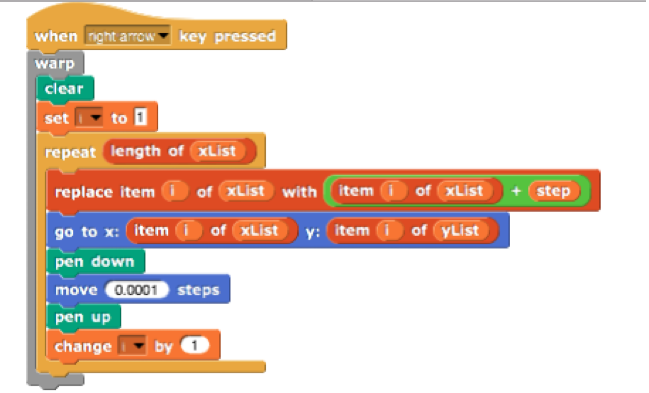 when right arrow key pressed
warp
clear
set i to 1
repeat length of xList
replace item i of xList with item i of xList + step
go to x: item i of xList y: item i of yList
pen down
move 0.0001 steps
pen up
change i by 1